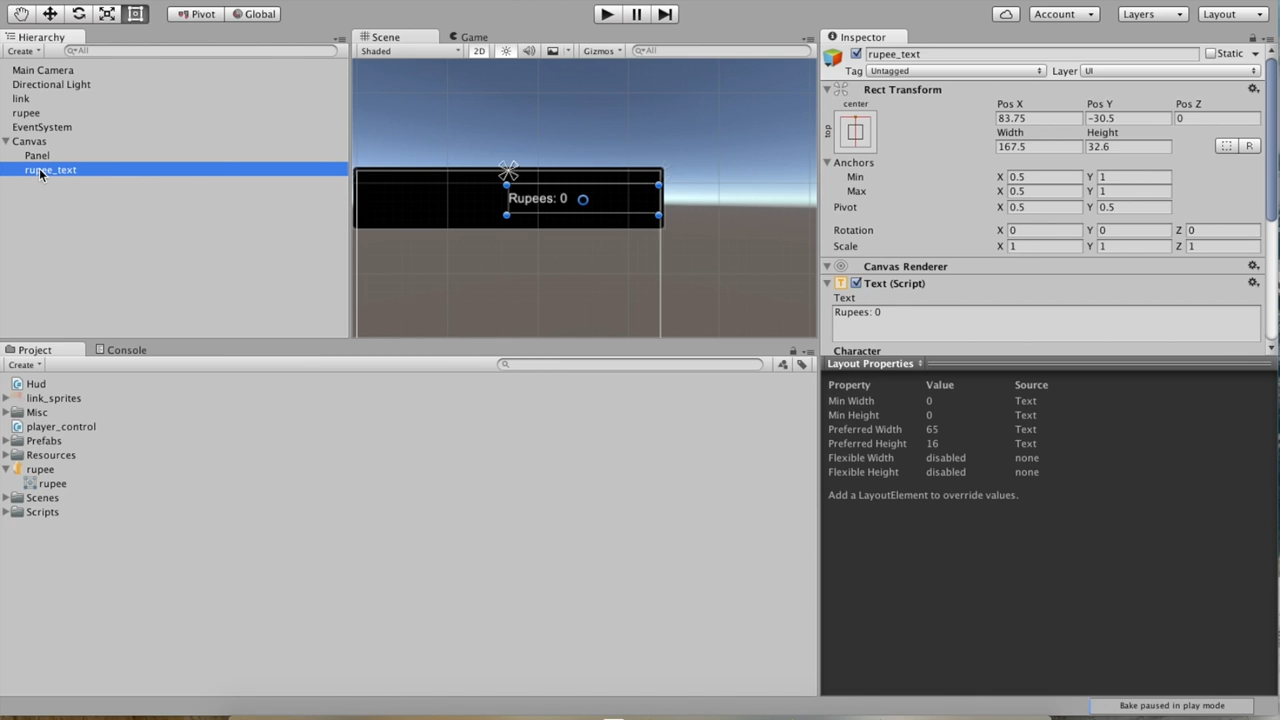 Pivot Global Account Layers Layout
Hierarchy
Create All
Main Camera
Directional Light
link
rupee
EventSystem
Canvas
Panel
rupee_text
Scene Game
Shaded 2D Gizmos All
Rupees: 0
Inspector
rupee_text Static
Tag Untagged Layer UI
Rect Transform
center
top
Pos X Pos Y Pos Z
83.75 -30.5 0
Width Height
167.5 32.6 R
Anchors
Min X 0.5 Y 1
Max X 0.5 Y 1
Pivot X 0.5 Y 0.5
Rotation X 0 Y 0 Z 0
Scale X 1 Y 1 Z 1
Canvas Renderer
T Text (Script)
Text
Rupees: 0
Character
Project Console
Create
Hud
link_sprites
Misc
player_control
Prefabs
Resources
rupee
rupee
Scenes
Scripts
Layout Properties
Property Value Source
Min Width 0 Text
Min Height 0 Text
Preferred Width 65 Text
Preferred Height 16 Text
Flexible Width disabled none
Flexible Height disabled none
Add a LayoutElement to override values.
Bake paused in play mode